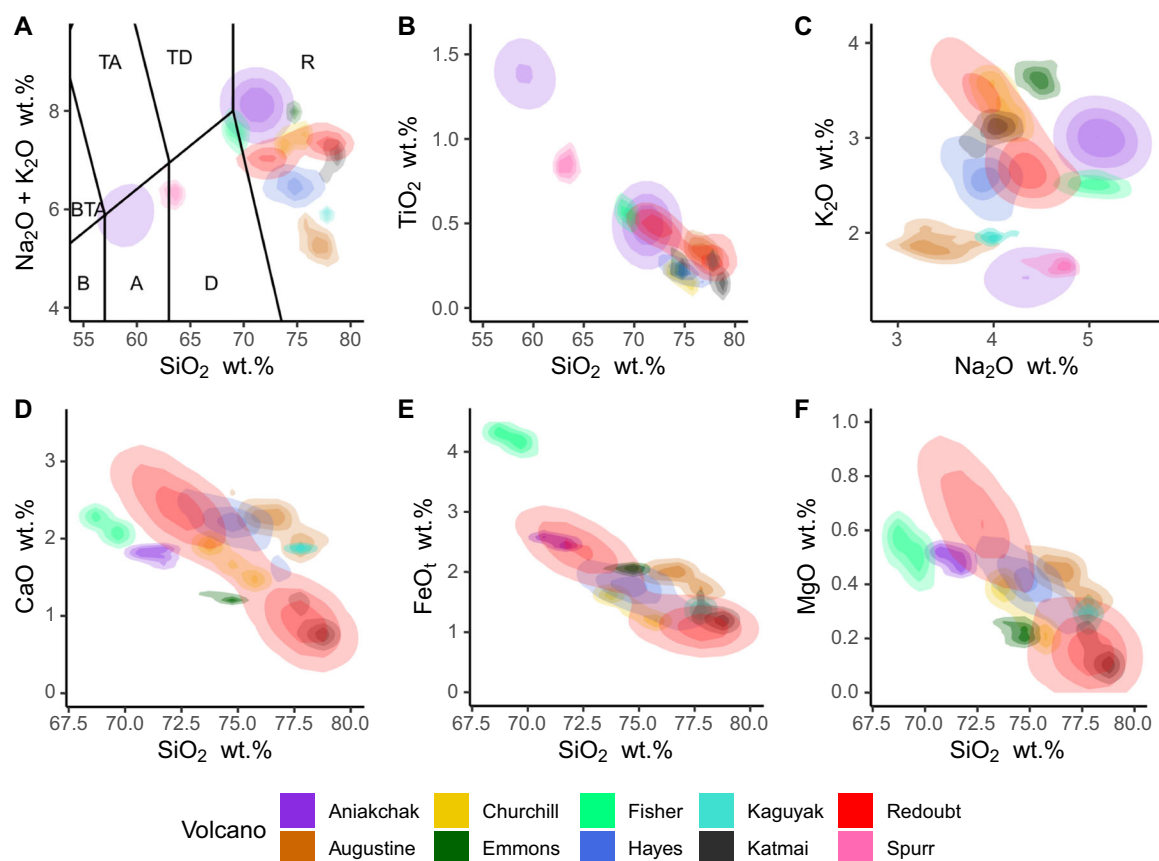 A
B
C
TA
TD
R
BTA
B
A
D
8
6
4
55
60
65
70
75
80
Na₂O + K₂O wt.%
SiO₂ wt.%
1.5
1.0
0.5
0.0
55
60
65
70
75
80
TiO₂ wt.%
SiO₂ wt.%
4
3
2
3
4
5
K₂O wt.%
Na₂O wt.%
D
E
F
3
2
1
0
67.5
70.0
72.5
75.0
77.5
80.0
CaO wt.%
SiO₂ wt.%
4
3
2
1
0
67.5
70.0
72.5
75.0
77.5
80.0
FeOₜ wt.%
SiO₂ wt.%
1.0
0.8
0.6
0.4
0.2
0.0
67.5
70.0
72.5
75.0
77.5
80.0
MgO wt.%
SiO₂ wt.%
Volcano
Aniakchak
Churchill
Fisher
Kaguyak
Redoubt
Augustine
Emmons
Hayes
Katmai
Spurr